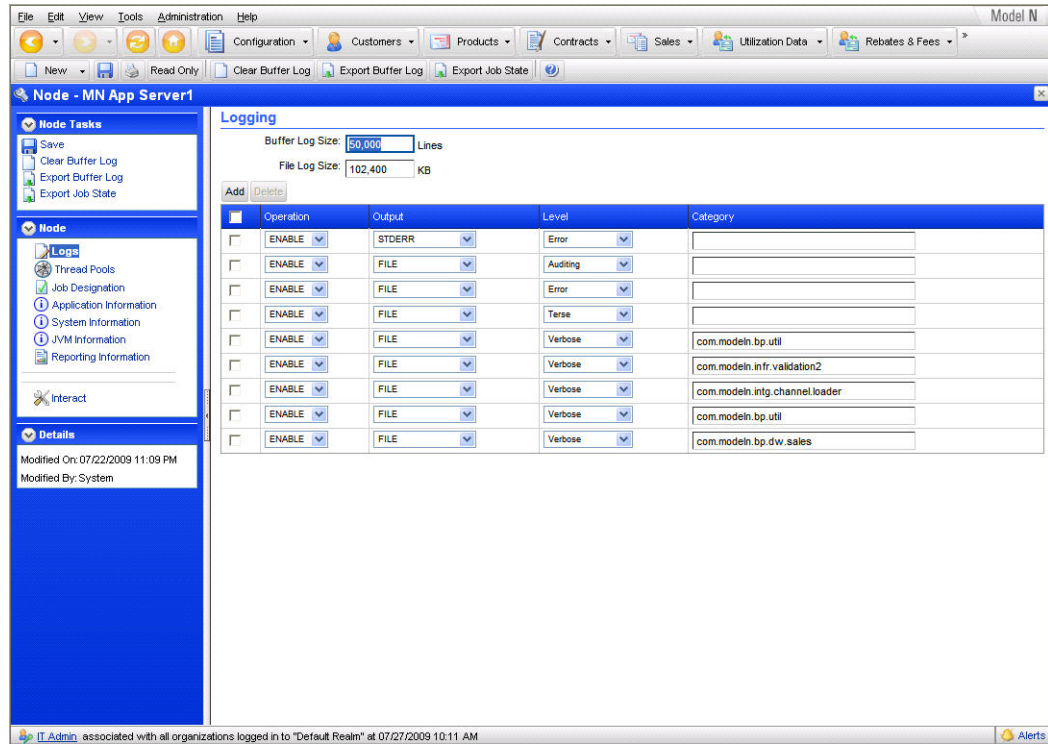 File Edit View Tools Administration Help
Model N
Configuration Customers Products Contracts Sales Utilization Data Rebates & Fees »
New Read Only Clear Buffer Log Export Buffer Log Export Job State
Node - MN App Server1
Node Tasks
Save
Clear Buffer Log
Export Buffer Log
Export Job State
Node
Logs
Thread Pools
Job Designation
Application Information
System Information
JVM Information
Reporting Information
Interact
Details
Modified On: 07/22/2009 11:09 PM
Modified By: System
Logging
Buffer Log Size: 50,000 Lines
File Log Size: 102,400 KB
Add Delete
Operation Output Level Category
ENABLE STDERR Error
ENABLE FILE Auditing
ENABLE FILE Error
ENABLE FILE Terse
ENABLE FILE Verbose com.modeln.bp.util
ENABLE FILE Verbose com.modeln.infr.validation2
ENABLE FILE Verbose com.modeln.intg.channel.loader
ENABLE FILE Verbose com.modeln.bp.util
ENABLE FILE Verbose com.modeln.bp.dw.sales
IT Admin associated with all organizations logged in to "Default Realm" at 07/27/2009 10:11 AM
Alerts